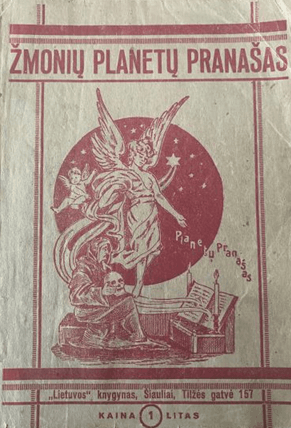 ŽMONIŲ PLANETŲ PRANAŠAS
Planetų Pranašas
„Lietuvos“ knygynas, Šiauliai, Tilžės gatvė 157
KAINA 1 LITAS